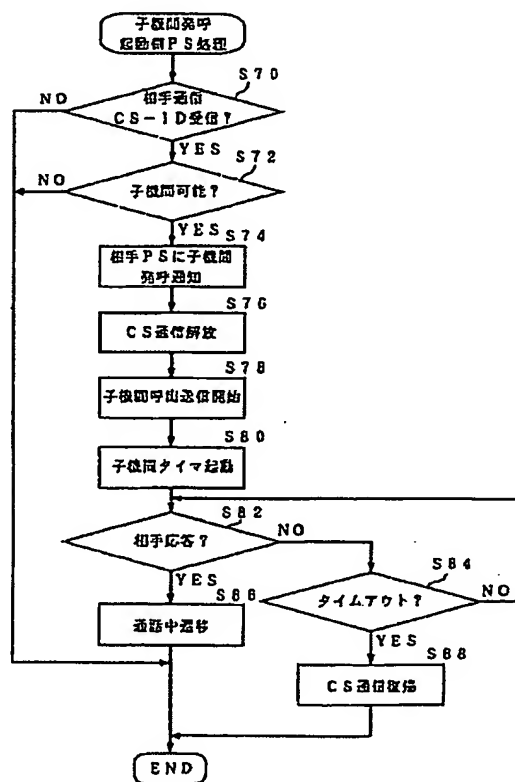 子機間発呼
起動側PS処理
S70
NO
相手通信
CS-ID受信?
YES
S72
NO
子機間可能?
YES
S74
相手PSに子機間
発呼通知
S76
CS通信解放
S78
子機間呼出送信開始
S80
子機間タイマ起動
S82
相手応答?
NO
YES
S84
タイムアウト?
NO
S86
通話中遷移
YES
S88
CS通信復帰
END